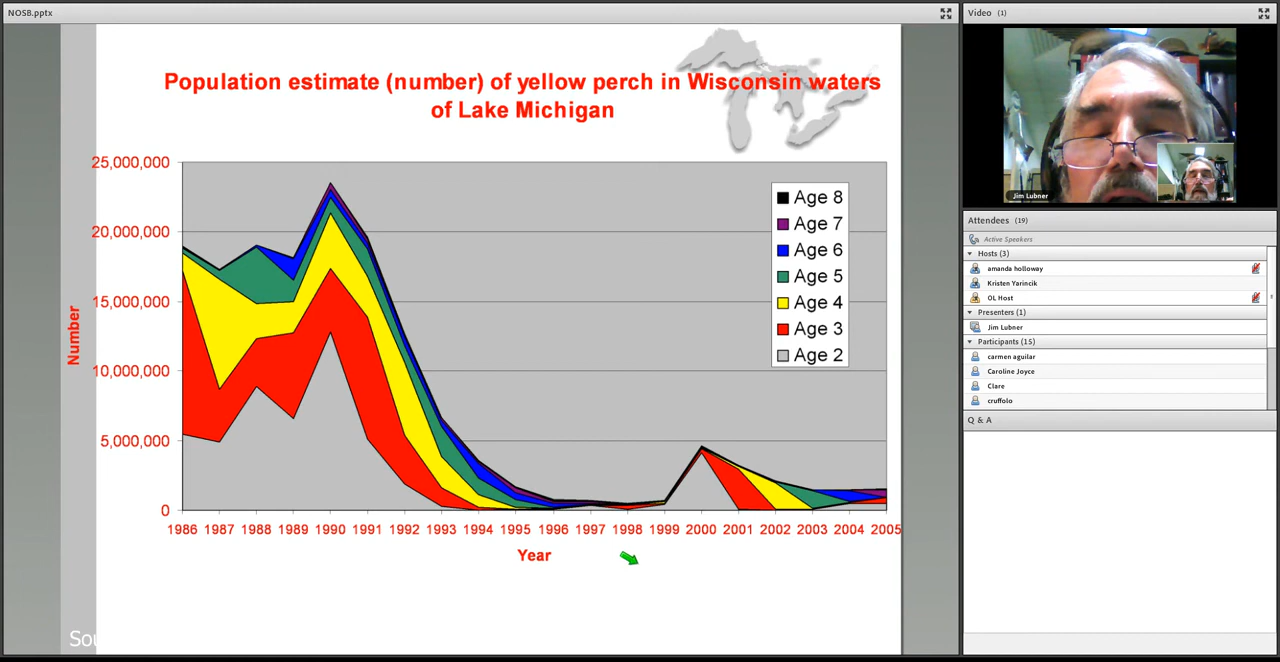 NOSB.pptx
Population estimate (number) of yellow perch in Wisconsin waters
of Lake Michigan
25,000,000
20,000,000
15,000,000
10,000,000
5,000,000
0
Number
Age 8
Age 7
Age 6
Age 5
Age 4
Age 3
Age 2
1986 1987 1988 1989 1990 1991 1992 1993 1994 1995 1996 1997 1998 1999 2000 2001 2002 2003 2004 2005
Year
Sou
Video (1)
Jim Lubner
Attendees (19)
Active Speakers
Hosts (3)
amanda holloway
Kristen Yarincik
OL Host
Presenters (1)
Jim Lubner
Participants (15)
carmen aguilar
Caroline Joyce
Clare
cruffolo
Q & A